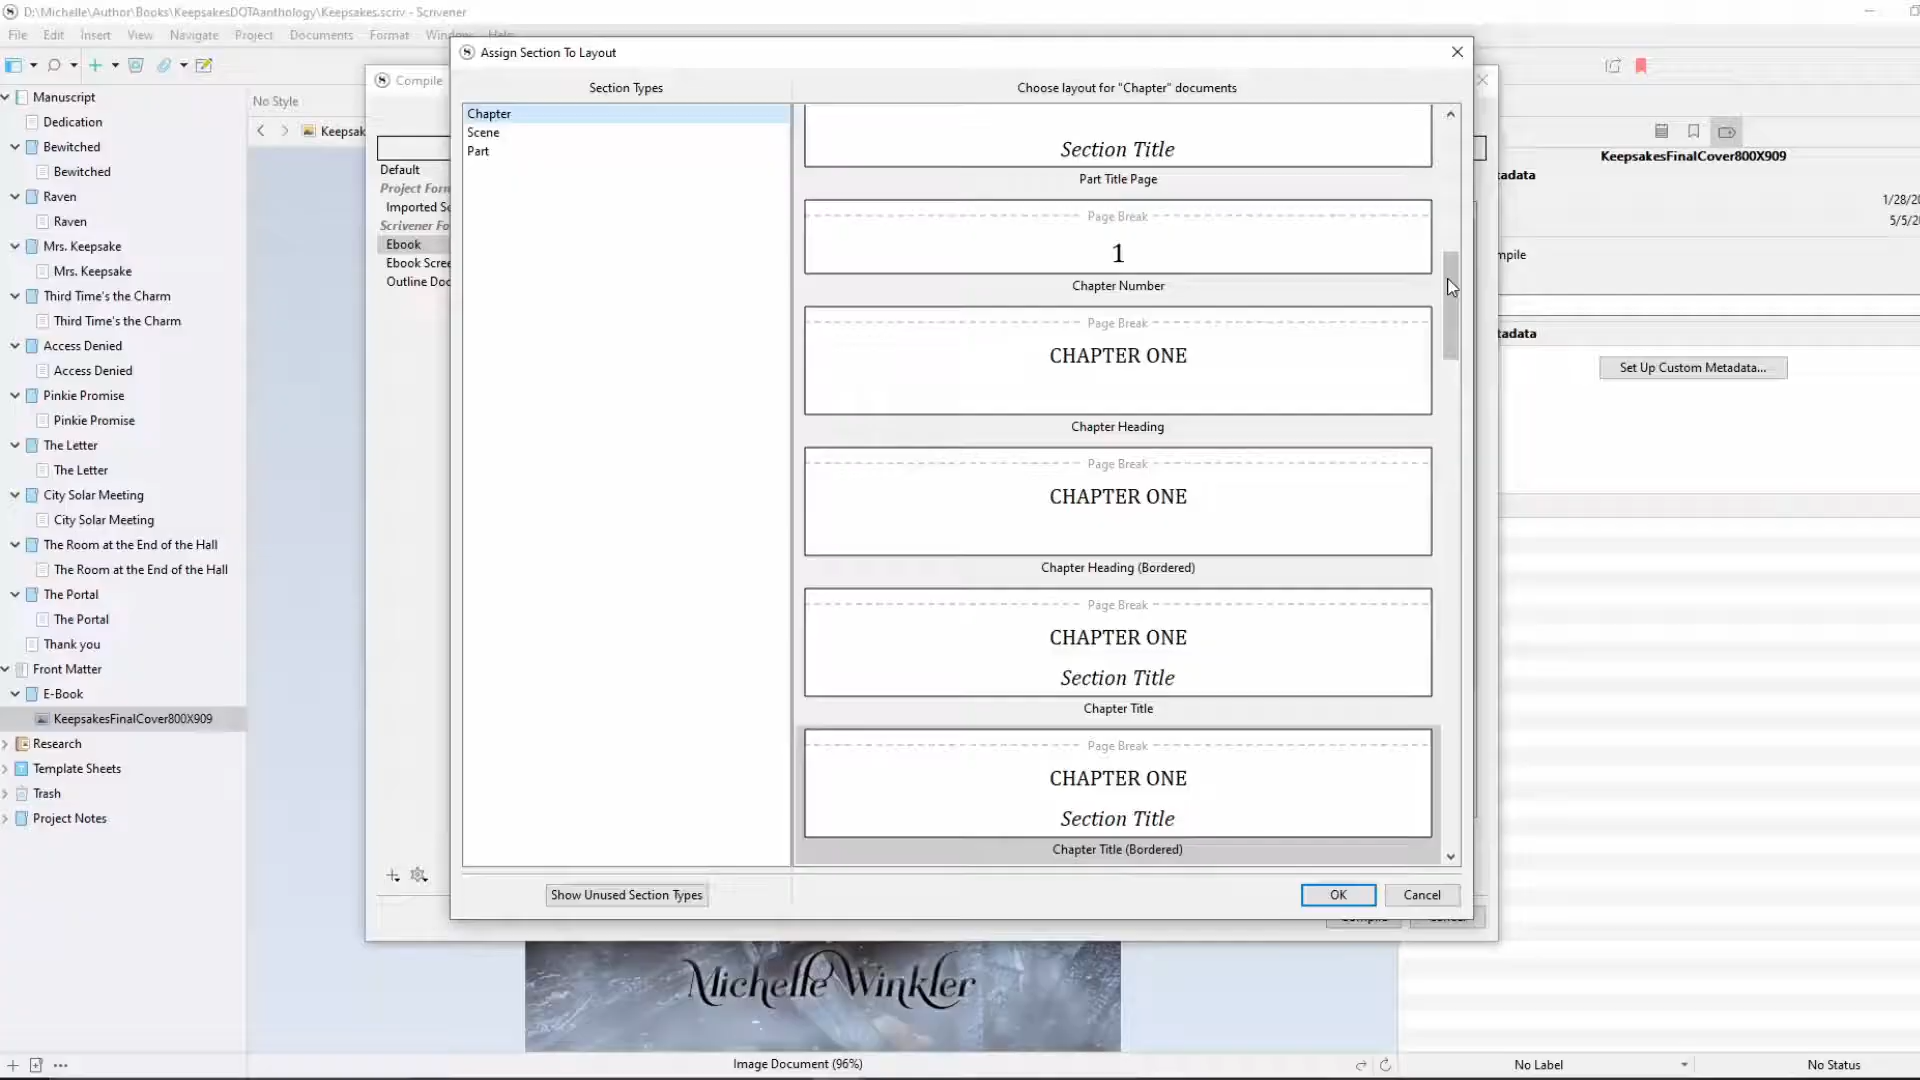 D:\Michelle\Author\Books\KeepsakesDOTAanthology\Keepsakes.scriv - Scrivener
File Edit Insert View Navigate Project Documents Format Window Help
Manuscript
Dedication
Bewitched
Bewitched
Raven
Raven
Mrs. Keepsake
Mrs. Keepsake
Third Time's the Charm
Third Time's the Charm
Access Denied
Access Denied
Pinkie Promise
Pinkie Promise
The Letter
The Letter
City Solar Meeting
City Solar Meeting
The Room at the End of the Hall
The Room at the End of the Hall
The Portal
The Portal
Thank you
Front Matter
E-Book
KeepsakesFinalCover800X909
Research
Template Sheets
Trash
Project Notes
No Style
Keepsak
Compile
Default
Project Form
Imported Se
Scrivener Fo
Ebook
Ebook Scree
Outline Doc
Assign Section To Layout
Section Types
Chapter
Scene
Part
Show Unused Section Types
Choose layout for "Chapter" documents
Section Title
Part Title Page
Page Break
1
Chapter Number
Page Break
CHAPTER ONE
Chapter Heading
Page Break
CHAPTER ONE
Chapter Heading (Bordered)
Page Break
CHAPTER ONE
Section Title
Chapter Title
Page Break
CHAPTER ONE
Section Title
Chapter Title (Bordered)
OK Cancel
Michelle Winkler
Image Document (96%)
KeepsakesFinalCover800X909
tadata
1/28/20
5/5/2
mpile
tadata
Set Up Custom Metadata...
No Label
No Status